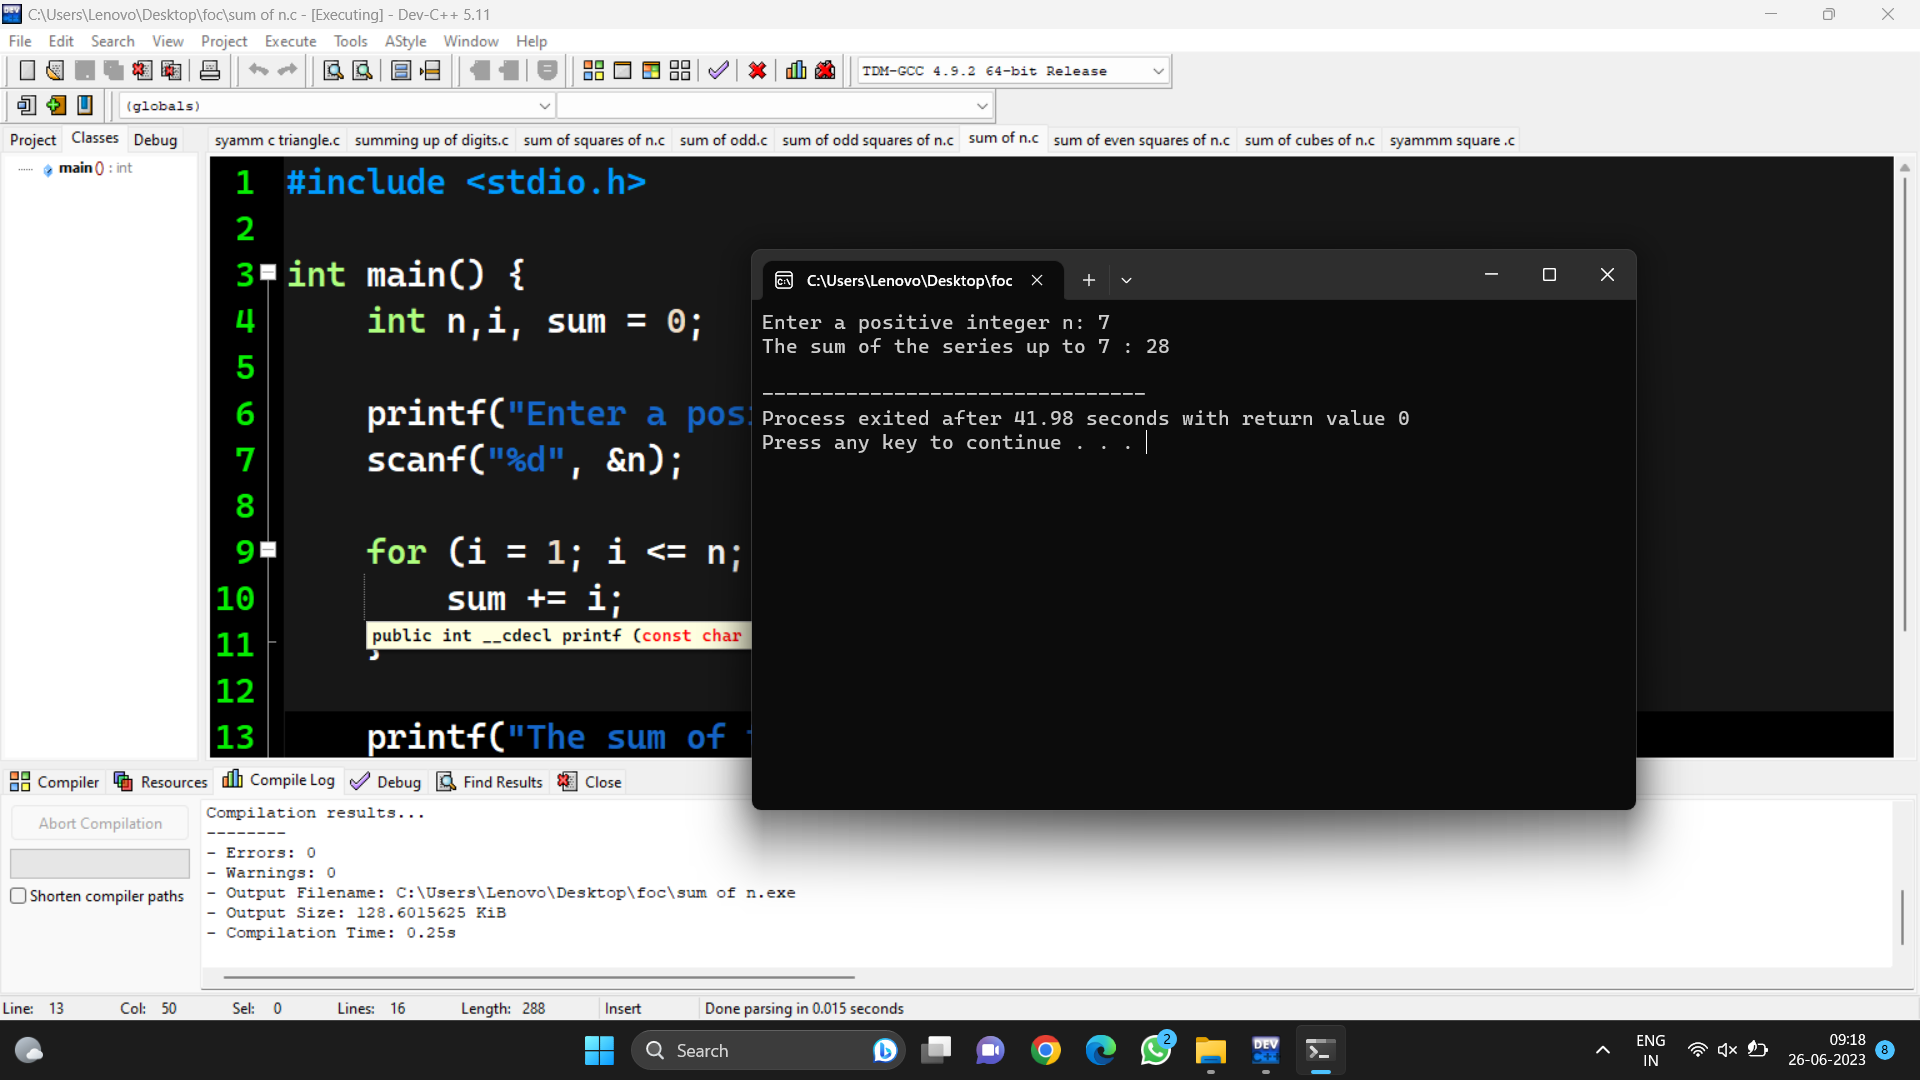 C:\Users\Lenovo\Desktop\foc\sum of n.c - [Executing] - Dev-C++ 5.11
File Edit Search View Project Execute Tools AStyle Window Help
TDM-GCC 4.9.2 64-bit Release
(globals)
Project Classes Debug
syamm c triangle.c summing up of digits.c sum of squares of n.c sum of odd.c sum of odd squares of n.c sum of n.c sum of even squares of n.c sum of cubes of n.c syammm square .c
main () : int
1 #include <stdio.h>
2
3 int main() {
4 int n,i, sum = 0;
5
6 printf("Enter a pos
7 scanf("%d", &n);
8
9 for (i = 1; i <= n;
10 sum += i;
public int __cdecl printf (const char
11 }
12
13 printf("The sum of
C:\Users\Lenovo\Desktop\foc
Enter a positive integer n: 7
The sum of the series up to 7 : 28
--------------------------------
Process exited after 41.98 seconds with return value 0
Press any key to continue . . .
Compiler Resources Compile Log Debug Find Results Close
Abort Compilation
Shorten compiler paths
Compilation results...
--------
- Errors: 0
- Warnings: 0
- Output Filename: C:\Users\Lenovo\Desktop\foc\sum of n.exe
- Output Size: 128.6015625 KiB
- Compilation Time: 0.25s
Line: 13 Col: 50 Sel: 0 Lines: 16 Length: 288 Insert Done parsing in 0.015 seconds
Search
DEV C++
2
ENG
IN
09:18
26-06-2023
8